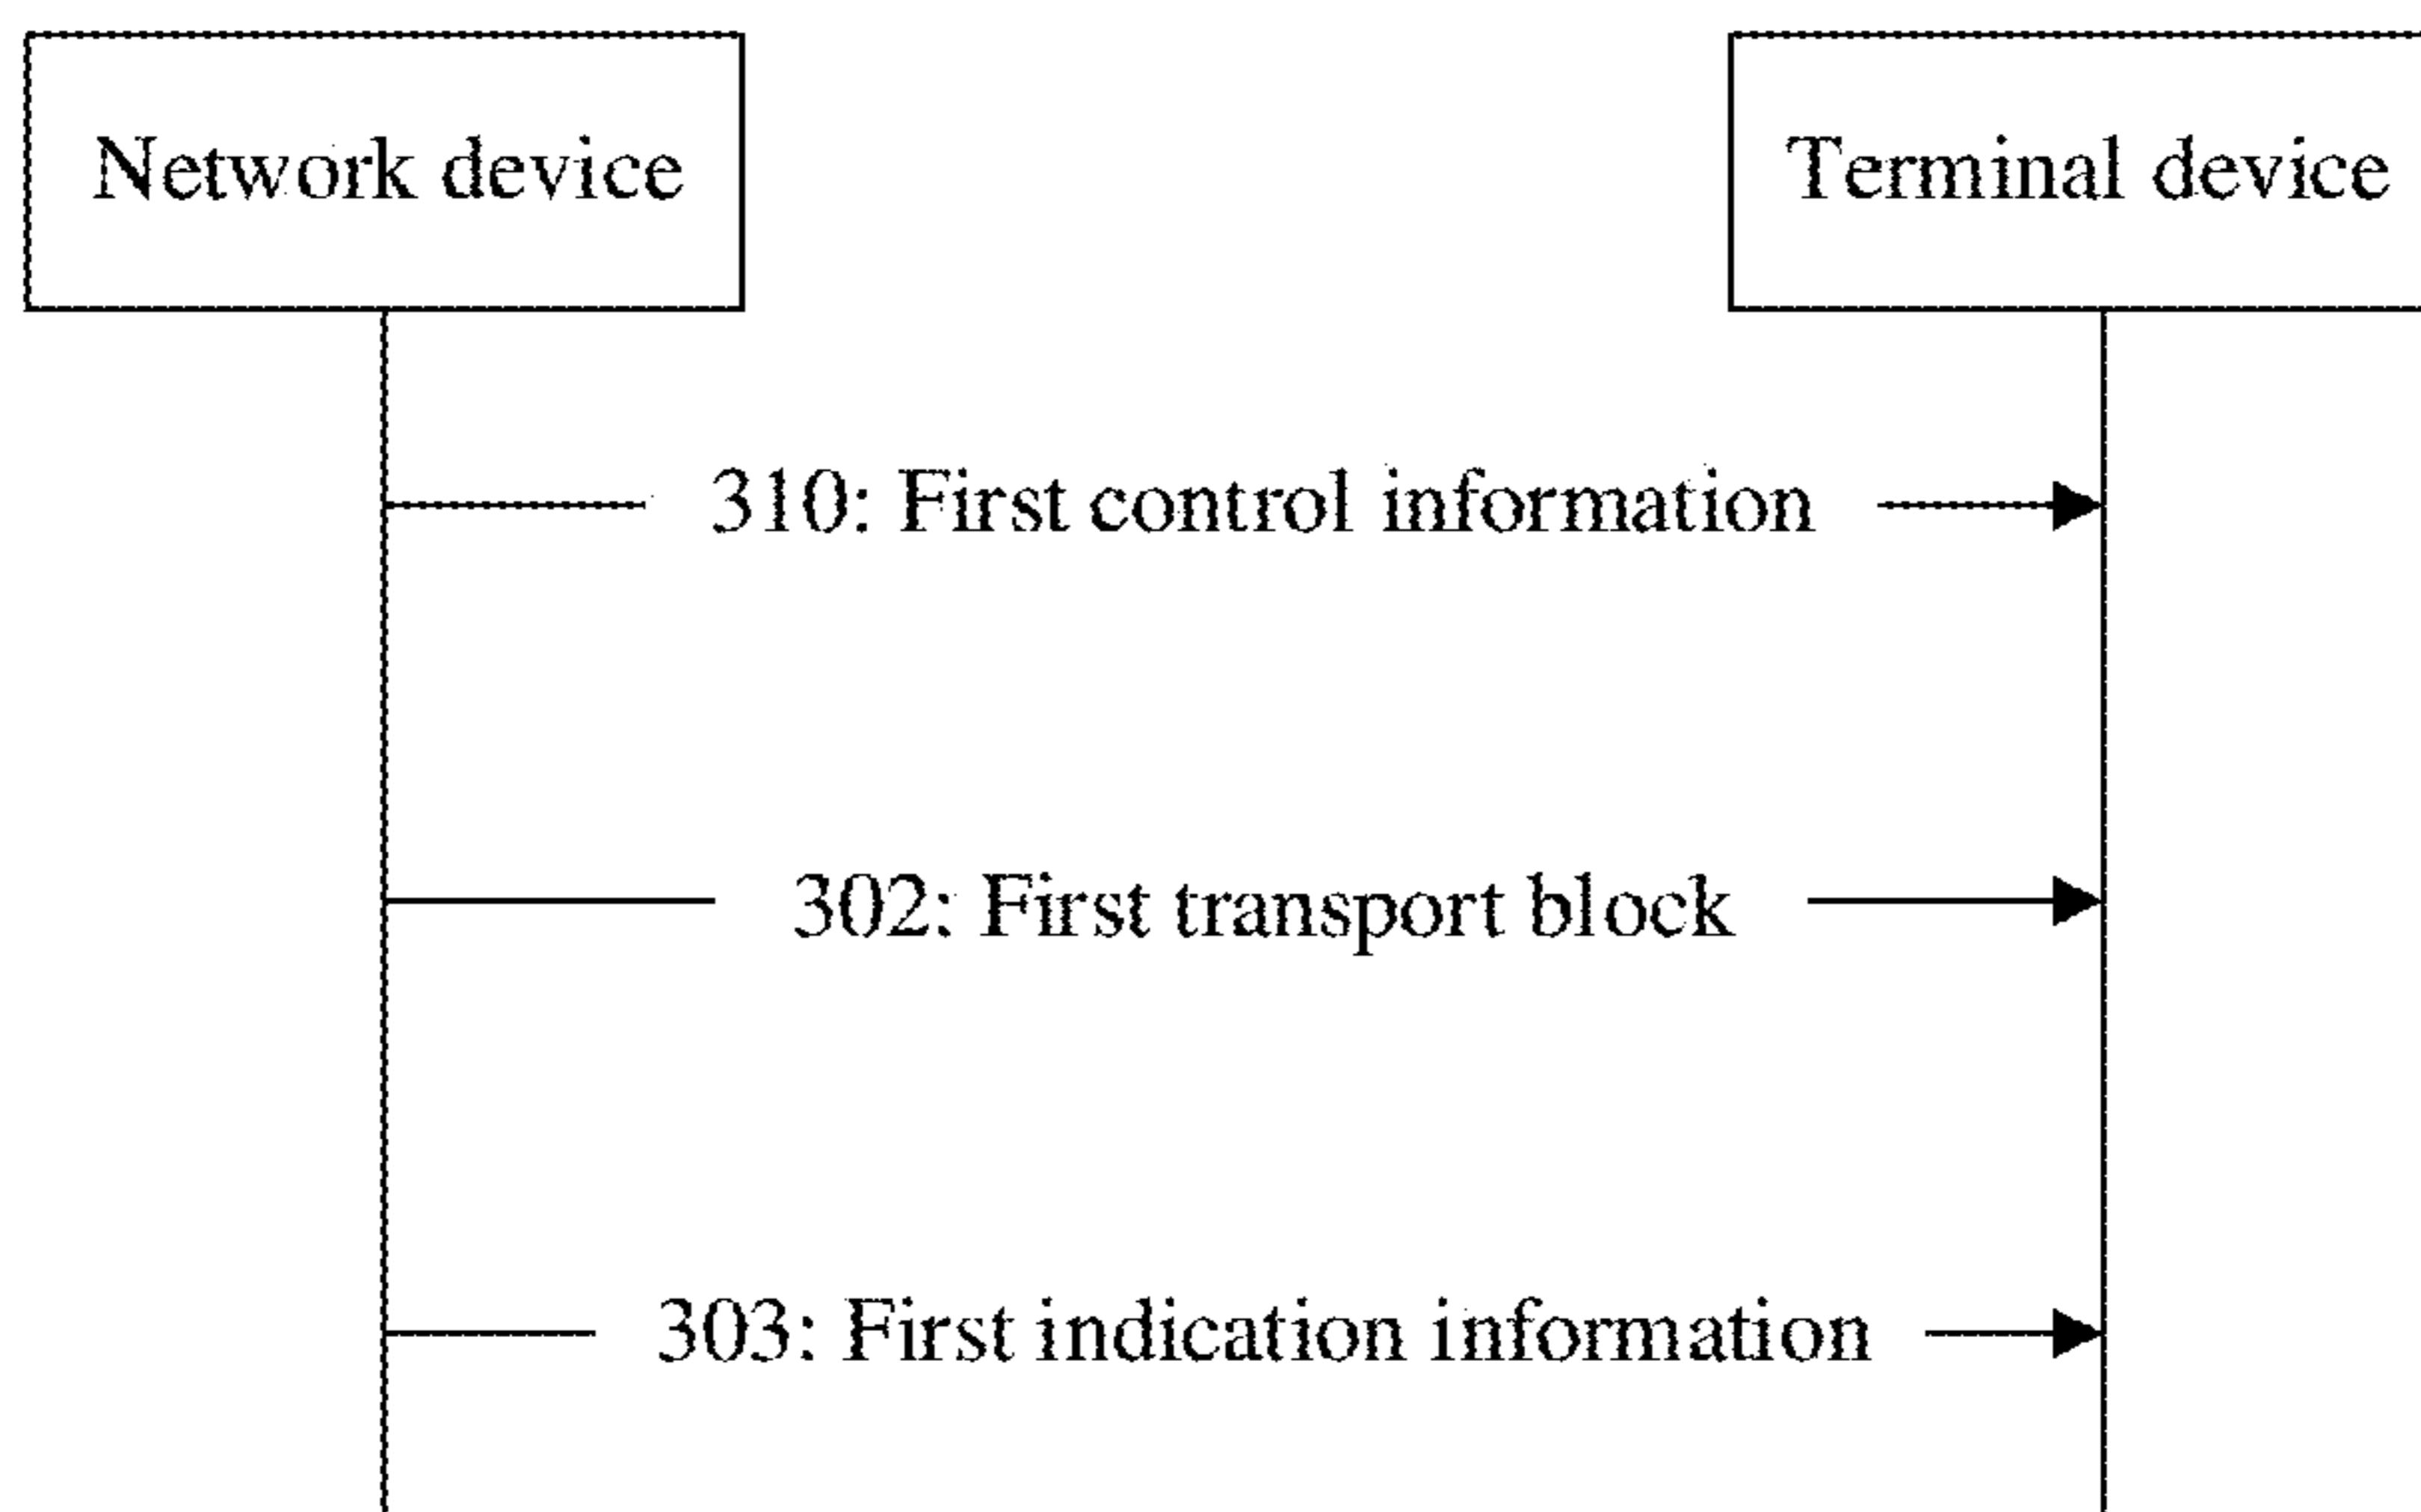 Network device
Terminal device
310: First control information
302: First transport block
303: First indication information